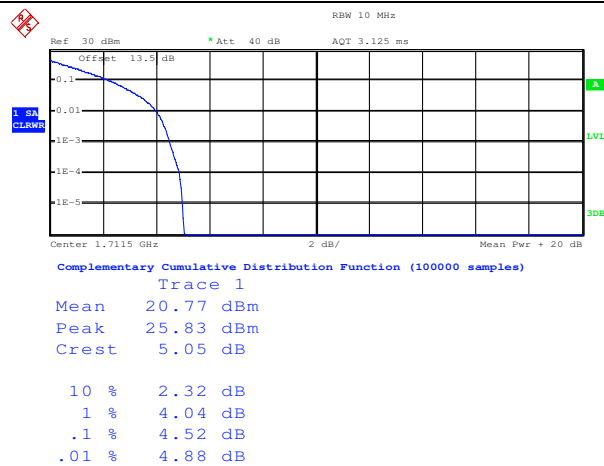 RBW 10 MHz
Ref 30 dBm * Att 40 dB AQT 3.125 ms
Offset 13.5 dB
0.1
A
0.01
1 SA
CLRWR
1E-3
LVL
1E-4
1E-5
3DB
Center 1.7115 GHz 2 dB/ Mean Pwr + 20 dB
Complementary Cumulative Distribution Function (100000 samples)
Trace 1
Mean 20.77 dBm
Peak 25.83 dBm
Crest 5.05 dB
10 % 2.32 dB
1 % 4.04 dB
.1 % 4.52 dB
.01 % 4.88 dB